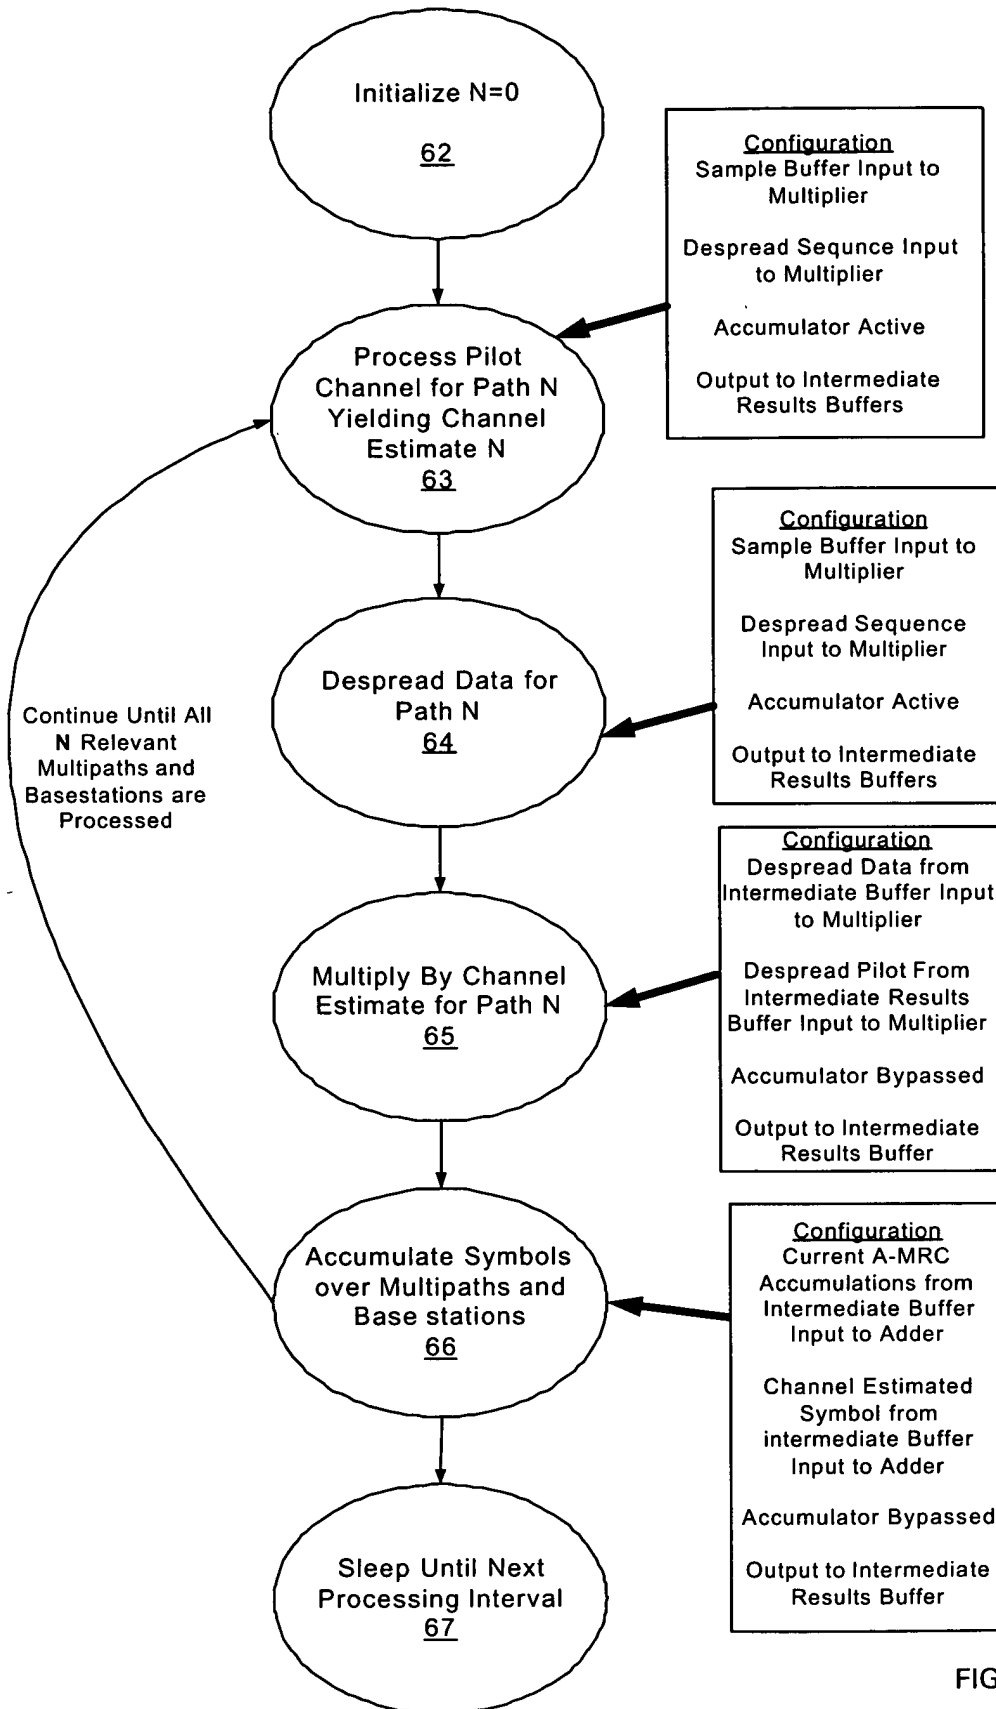 Initialize N=0
62
Configuration
Sample Buffer Input to
Multiplier
Despread Sequnce Input
to Multiplier
Accumulator Active
Output to Intermediate
Results Buffers
Process Pilot
Channel for Path N
Yielding Channel
Estimate N
63
Configuration
Sample Buffer Input to
Multiplier
Despread Sequence
Input to Multiplier
Accumulator Active
Output to Intermediate
Results Buffers
Despread Data for
Path N
64
Continue Until All
N Relevant
Multipaths and
Basestations are
Processed
Configuration
Despread Data from
Intermediate Buffer Input
to Multiplier
Despread Pilot From
Intermediate Results
Buffer Input to Multiplier
Accumulator Bypassed
Output to Intermediate
Results Buffer
Multiply By Channel
Estimate for Path N
65
Configuration
Current A-MRC
Accumulations from
Intermediate Buffer
Input to Adder
Channel Estimated
Symbol from
intermediate Buffer
Input to Adder
Accumulator Bypassed
Output to Intermediate
Results Buffer
Accumulate Symbols
over Multipaths and
Base stations
66
Sleep Until Next
Processing Interval
67
FIG